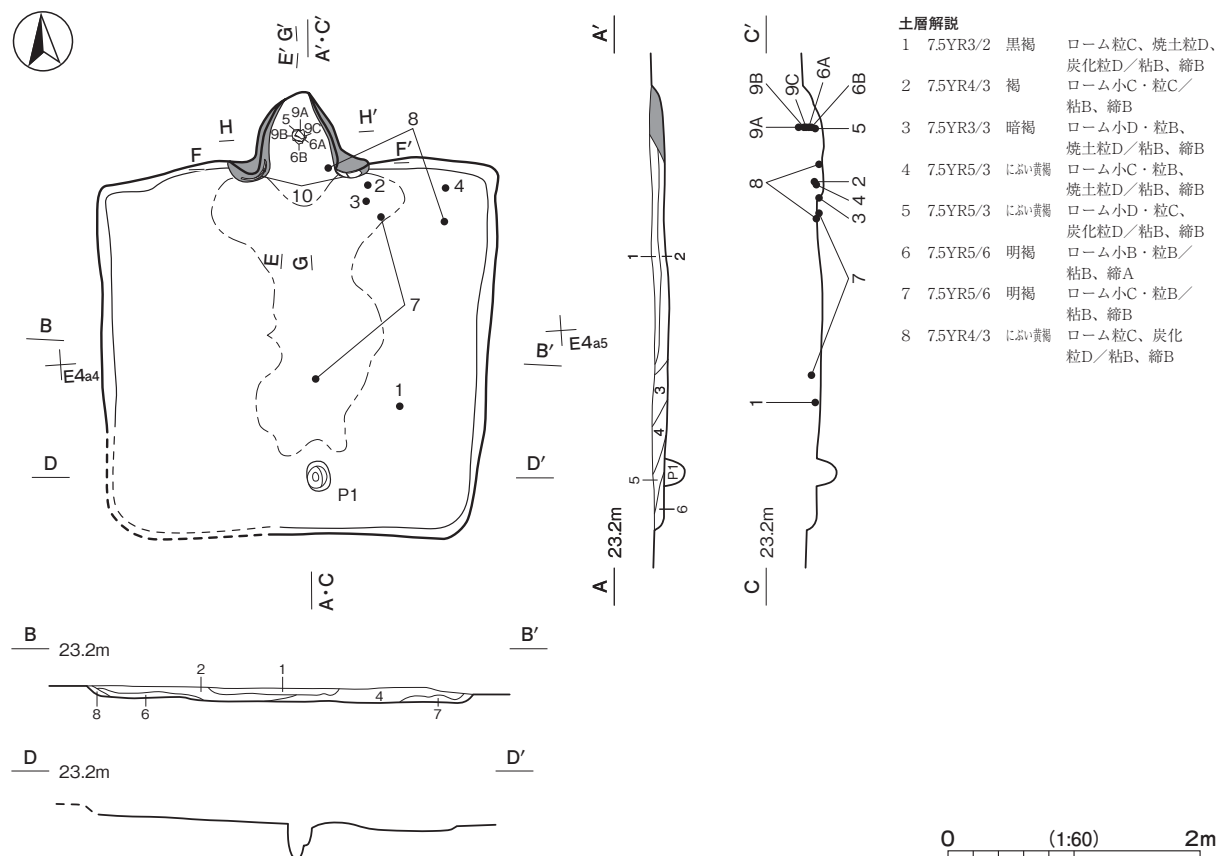 E′ G′
A′・C′
H
H′
F
F′
9A
5
9C
9B
6A
6B
8
10
2
3
4
E
G
7
B
B′
E4a4
E4a5
1
D
D′
P1
A・C
A′
1
2
3
4
5
P1
6
A
23.2m
C′
9B
9C
6A
6B
9A
5
8
2
4
3
7
1
C
23.2m
土層解説
1 7.5YR3/2 黒褐 ローム粒C、焼土粒D、
炭化粒D／粘B、締B
2 7.5YR4/3 褐 ローム小C・粒C／
粘B、締B
3 7.5YR3/3 暗褐 ローム小D・粒B、
焼土粒D／粘B、締B
4 7.5YR5/3 にぶい黄褐 ローム小C・粒B、
焼土粒D／粘B、締B
5 7.5YR5/3 にぶい黄褐 ローム小D・粒C、
炭化粒D／粘B、締B
6 7.5YR5/6 明褐 ローム小B・粒B／
粘B、締A
7 7.5YR5/6 明褐 ローム小C・粒B／
粘B、締B
8 7.5YR4/3 にぶい黄褐 ローム粒C、炭化
粒D／粘B、締B
B
23.2m
B′
2
1
4
8
6
7
D
23.2m
D′
0 (1:60) 2m